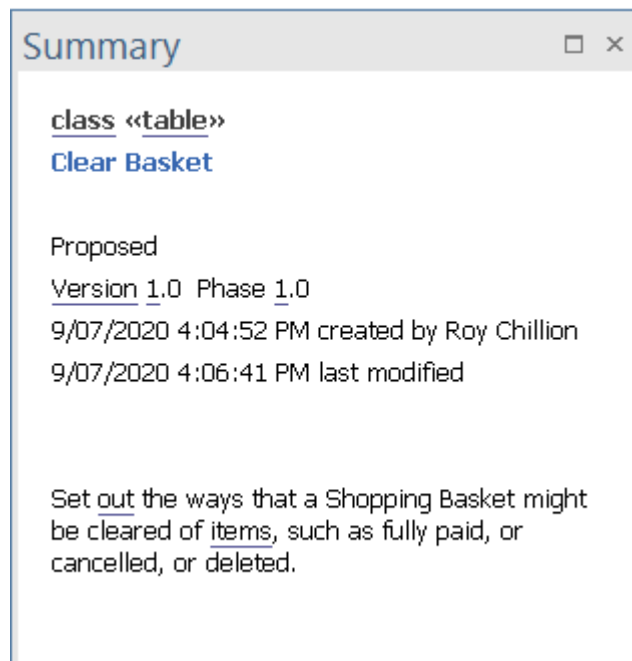 Summary
class «table»
Clear Basket
Proposed
Version 1.0 Phase 1.0
9/07/2020 4:04:52 PM created by Roy Chillion
9/07/2020 4:06:41 PM last modified
Set out the ways that a Shopping Basket might
be cleared of items, such as fully paid, or
cancelled, or deleted.